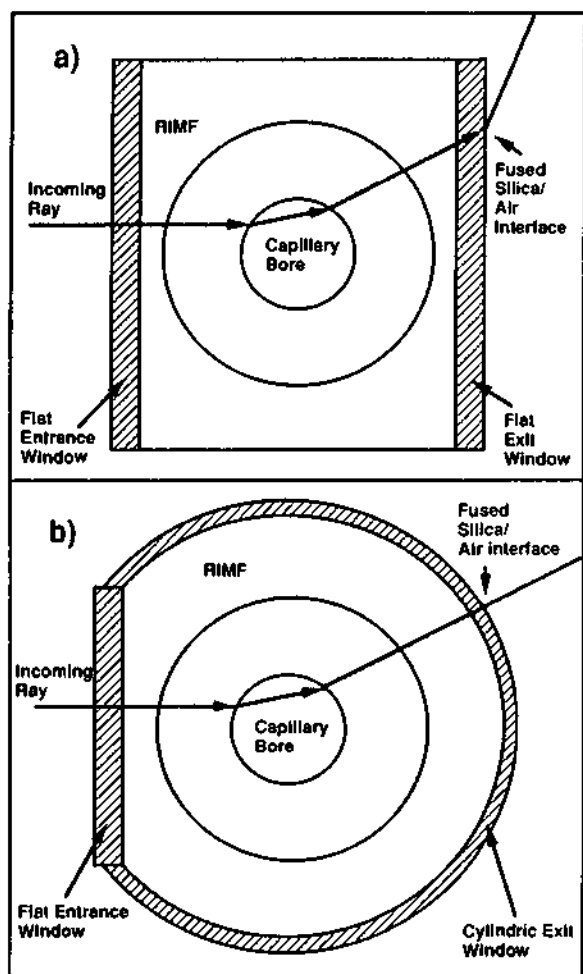 a)
RIMF
Incoming
Ray
Capillary
Bore
Fused
Silica/
Air
Interface
Flat
Entrance
Window
Flat
Exit
Window
b)
Fused
Silica/
Air interface
RIMF
Incoming
Ray
Capillary
Bore
Flat Entrance
Window
Cylindric Exit
Window